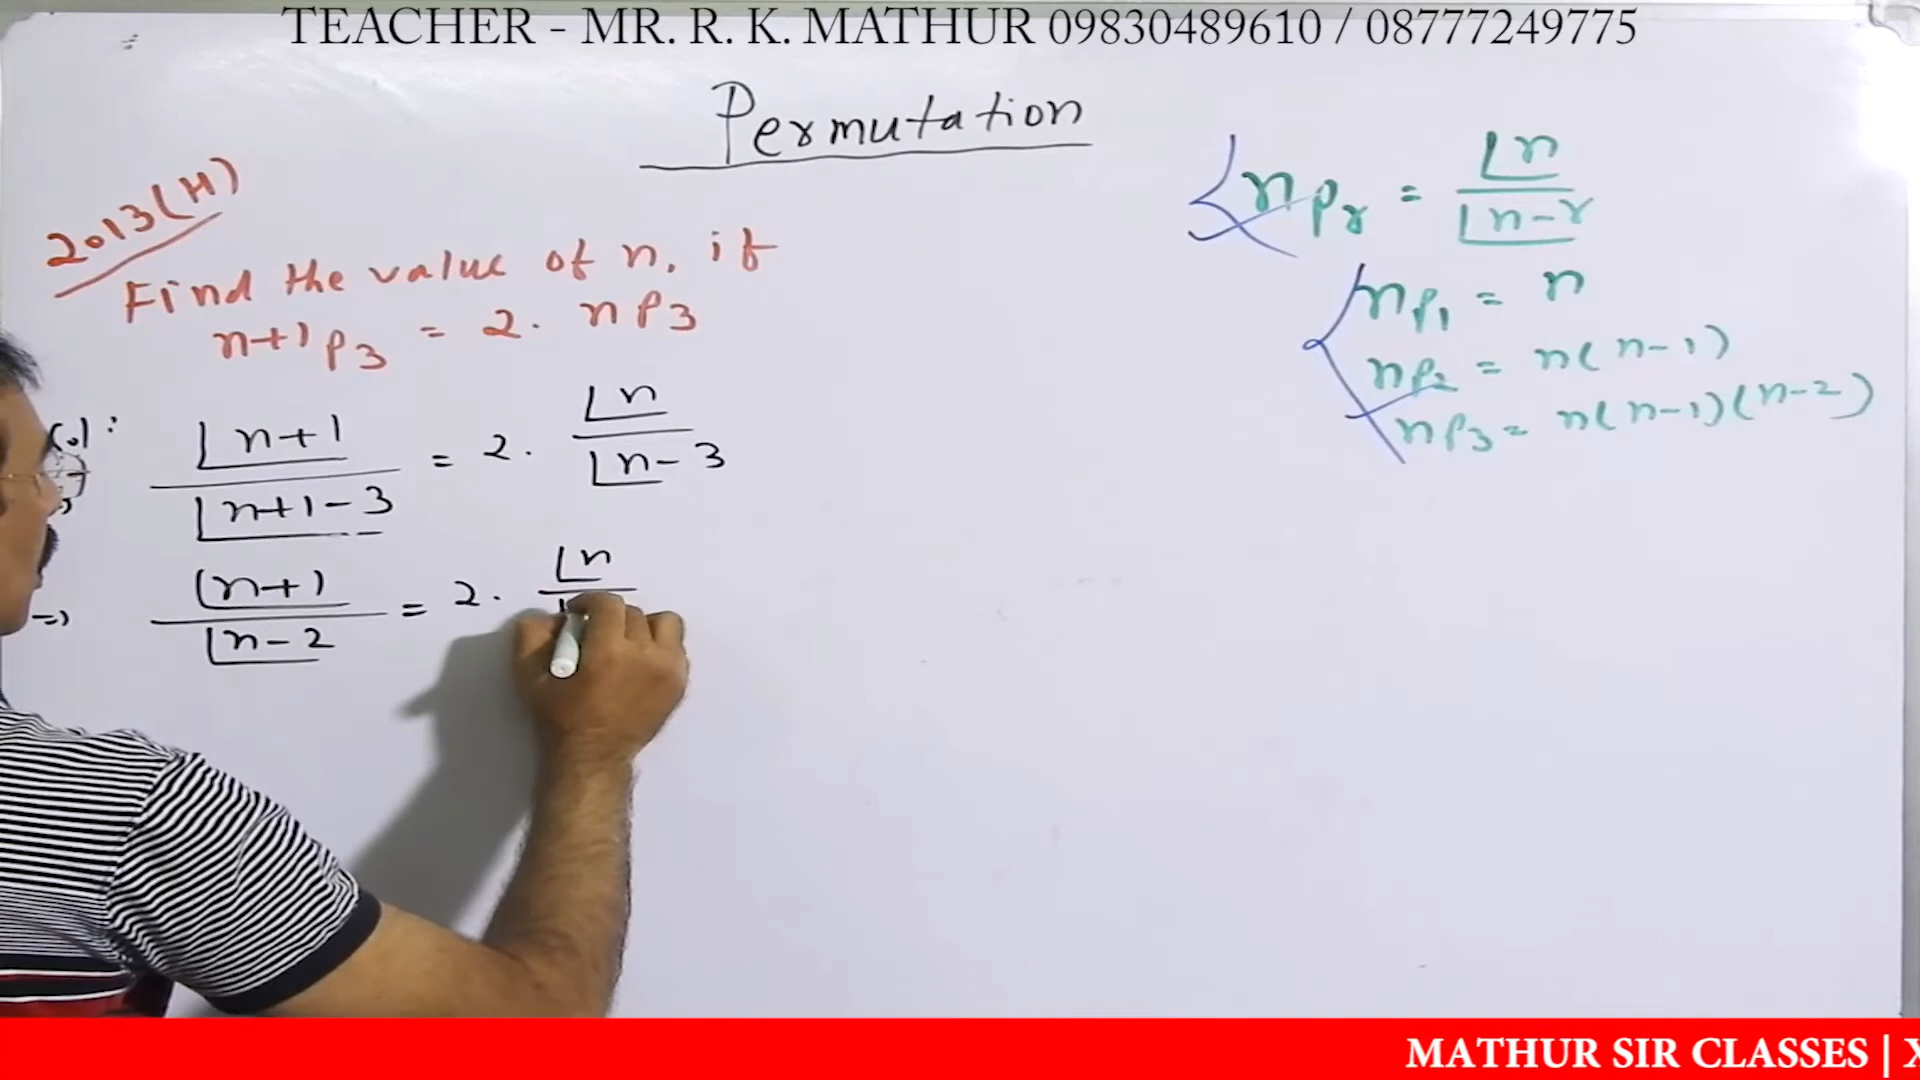 TEACHER - MR. R. K. MATHUR 09830489610 / 08777249775
Permutation
2013(H)
Find the value of n, if
n+1p3 = 2. np3
|n+1 / |n+1-3 = 2. |n / |n-3
=> (n+1) / |n-2 = 2. |n
npr = |n / |n-r
np1 = n
np2 = n(n-1)
np3 = n(n-1)(n-2)
MATHUR SIR CLASSES | X